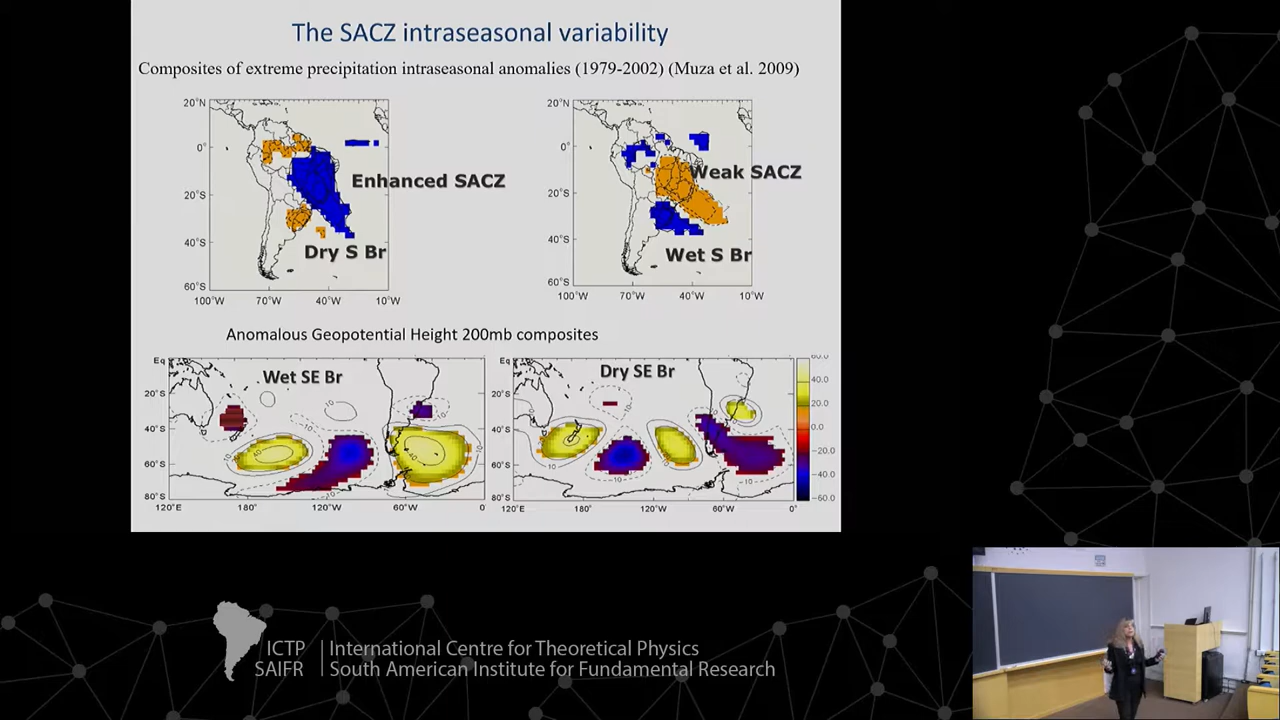 The SACZ intraseasonal variability
Composites of extreme precipitation intraseasonal anomalies (1979-2002) (Muza et al. 2009)
20°N
0°
20°S
40°S
60°S
100°W 70°W 40°W 10°W
Enhanced SACZ
Dry S Br
20°N
0°
20°S
40°S
60°S
100°W 70°W 40°W 10°W
Weak SACZ
Wet S Br
Anomalous Geopotential Height 200mb composites
Eq
20°S
40°S
60°S
80°S
120°E 180° 120°W 60°W 0
Wet SE Br
Eq
20°S
40°S
60°S
80°S
120°E 180° 120°W 60°W 0°
Dry SE Br
60.0
40.0
20.0
0.0
-20.0
-40.0
-60.0
ICTP International Centre for Theoretical Physics
SAIFR South American Institute for Fundamental Research